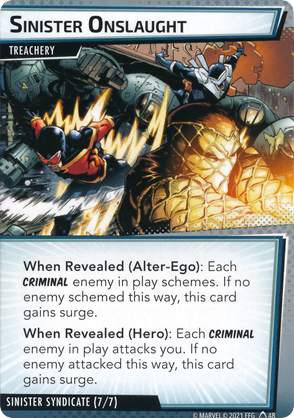 Sinister Onslaught
TREACHERY
When Revealed (Alter-Ego): Each
CRIMINAL enemy in play schemes. If no
enemy schemed this way, this card
gains surge.
When Revealed (Hero): Each CRIMINAL
enemy in play attacks you. If no
enemy attacked this way, this card
gains surge.
SINISTER SYNDICATE (7/7)
© MARVEL © 2021 FFG 48